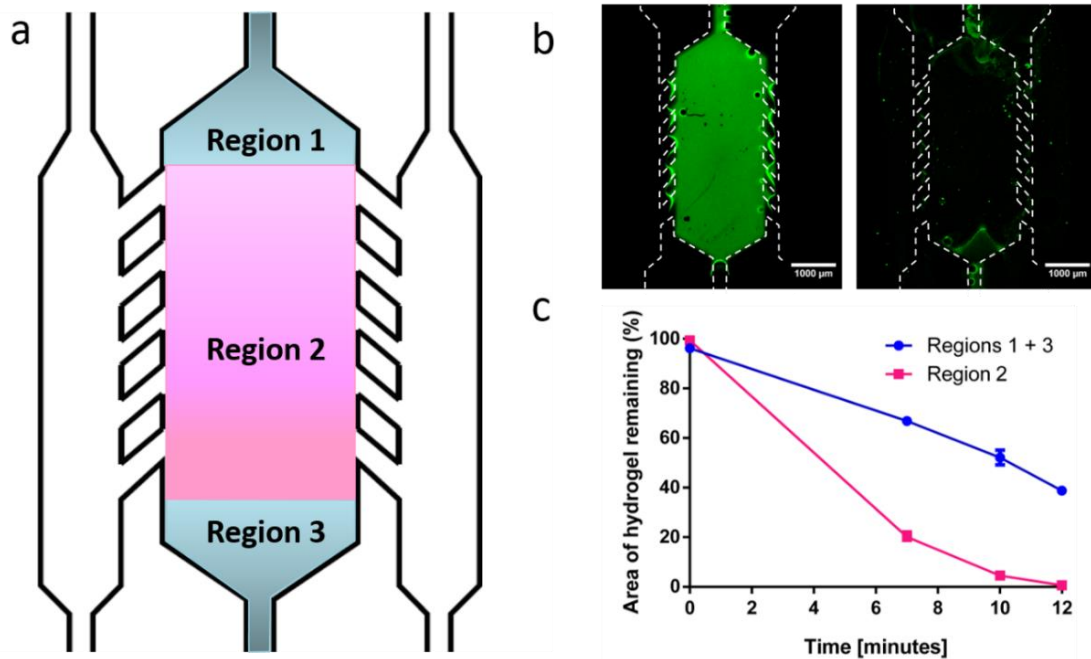 a
Region 1
Region 2
Region 3
b
1000 µm
1000 µm
c
Area of hydrogel remaining (%)
100
80
60
40
20
0
Regions 1 + 3
Region 2
0 2 4 6 8 10 12
Time [minutes]